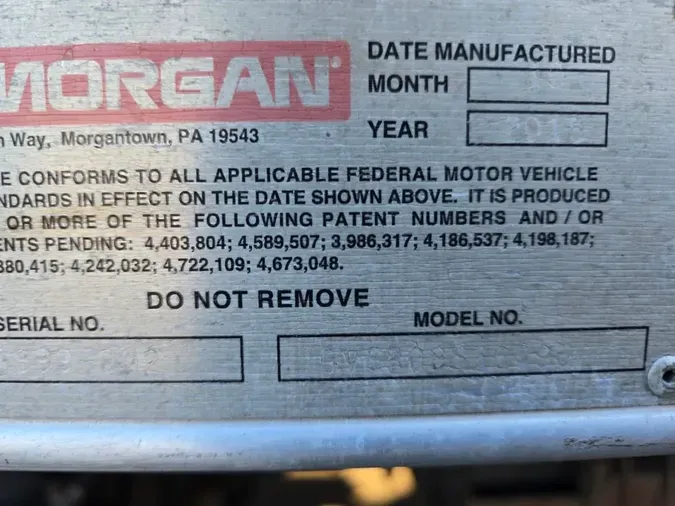 MORGAN
DATE MANUFACTURED
MONTH
YEAR
Way, Morgantown, PA 19543
E CONFORMS TO ALL APPLICABLE FEDERAL MOTOR VEHICLE
NDARDS IN EFFECT ON THE DATE SHOWN ABOVE. IT IS PRODUCED
OR MORE OF THE FOLLOWING PATENT NUMBERS AND / OR
ENTS PENDING: 4,403,804; 4,589,507; 3,986,317; 4,186,537; 4,198,187;
380,415; 4,242,032; 4,722,109; 4,673,048.
DO NOT REMOVE
SERIAL NO.
MODEL NO.